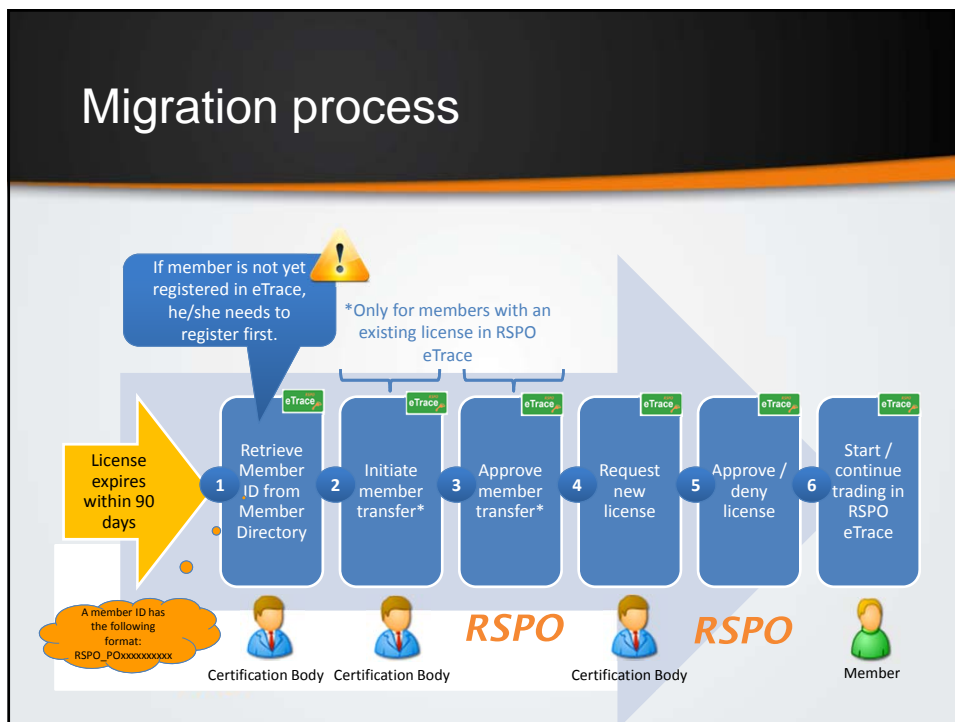 Migration process
If member is not yet
registered in eTrace,
he/she needs to
register first.
*Only for members with an
existing license in RSPO
eTrace
License
expires
within 90
days
1
eTrace
Retrieve
Member
ID from
Member
Directory
2
eTrace
Initiate
member
transfer*
3
eTrace
Approve
member
transfer*
4
eTrace
Request
new
license
5
eTrace
Approve /
deny
license
6
eTrace
Start /
continue
trading in
RSPO
eTrace
A member ID has
the following
format:
RSPO_POxxxxxxxxxx
Certification Body
Certification Body
RSPO
Certification Body
RSPO
Member